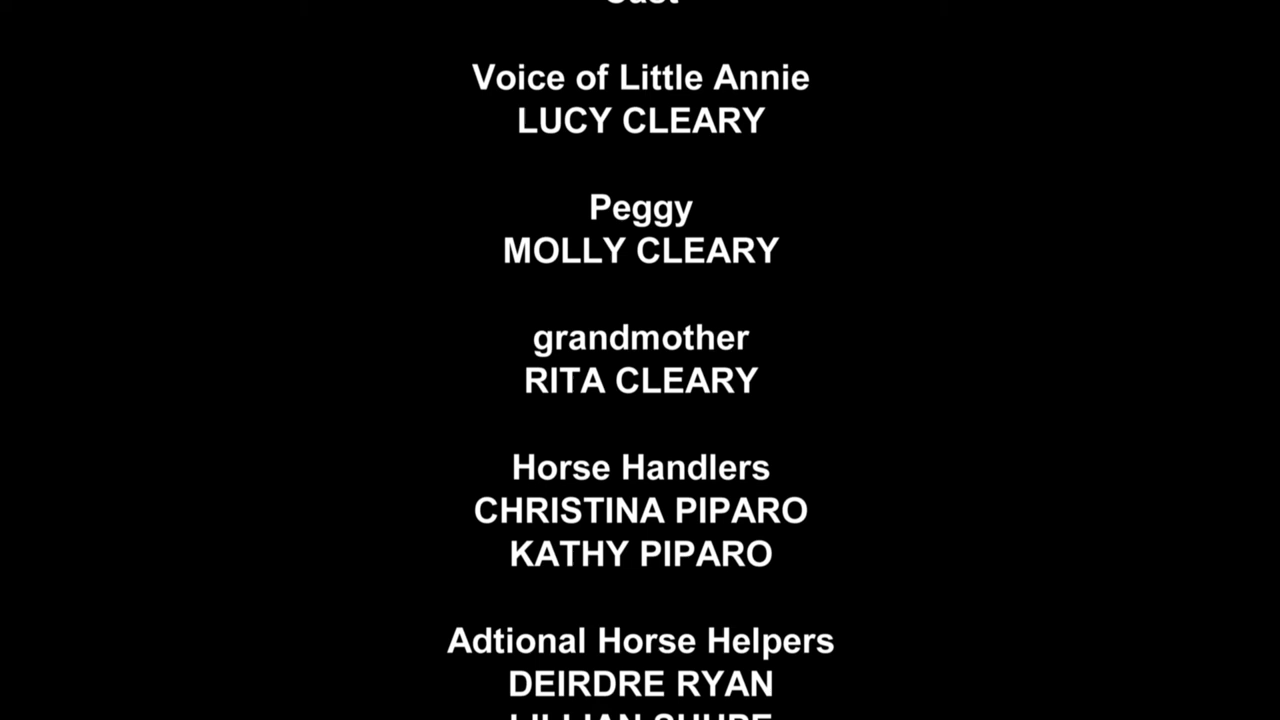 Cast
Voice of Little Annie
LUCY CLEARY
Peggy
MOLLY CLEARY
grandmother
RITA CLEARY
Horse Handlers
CHRISTINA PIPARO
KATHY PIPARO
Adtional Horse Helpers
DEIRDRE RYAN